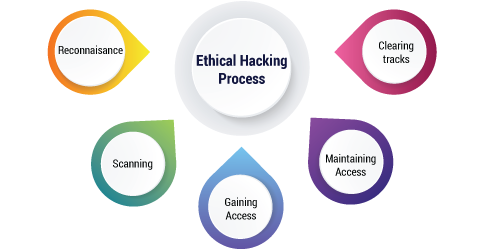 Ethical Hacking
Process
Reconnaisance
Scanning
Gaining
Access
Maintaining
Access
Clearing
tracks